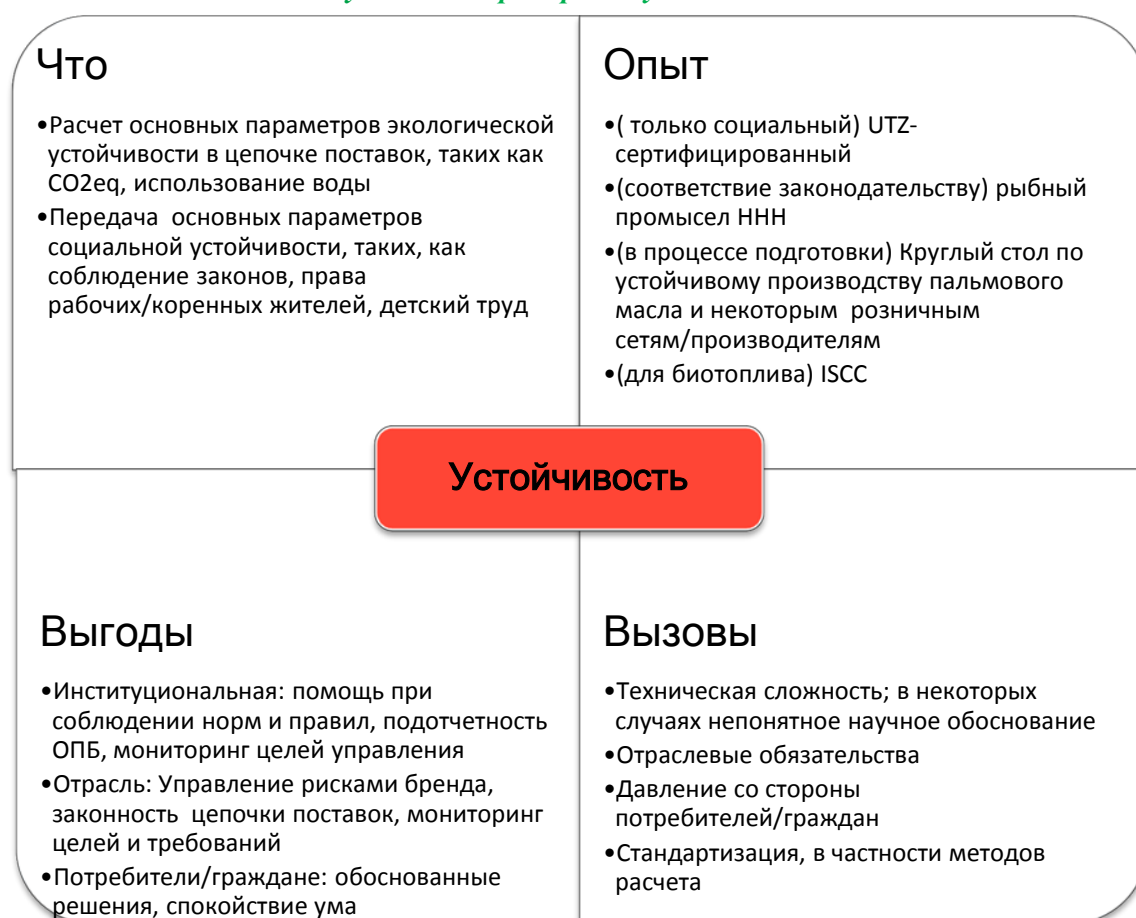 Что
•Расчет основных параметров экологической
устойчивости в цепочке поставок, таких как
CO2eq, использование воды
•Передача основных параметров
социальной устойчивости, таких, как
соблюдение законов, права
рабочих/коренных жителей, детский труд
Опыт
•( только социальный) UTZ-
сертифицированный
•(соответствие законодательству) рыбный
промысел ННН
•(в процессе подготовки) Круглый стол по
устойчивому производству пальмового
масла и некоторым розничным
сетям/производителям
•(для биотоплива) ISCC
Устойчивость
Выгоды
•Институциональная: помощь при
соблюдении норм и правил, подотчетность
ОПБ, мониторинг целей управления
•Отрасль: Управление рисками бренда,
законность цепочки поставок, мониторинг
целей и требований
•Потребители/граждане: обоснованные
решения, спокойствие ума
Вызовы
•Техническая сложность; в некоторых
случаях непонятное научное обоснование
•Отраслевые обязательства
•Давление со стороны
потребителей/граждан
•Стандартизация, в частности методов
расчета